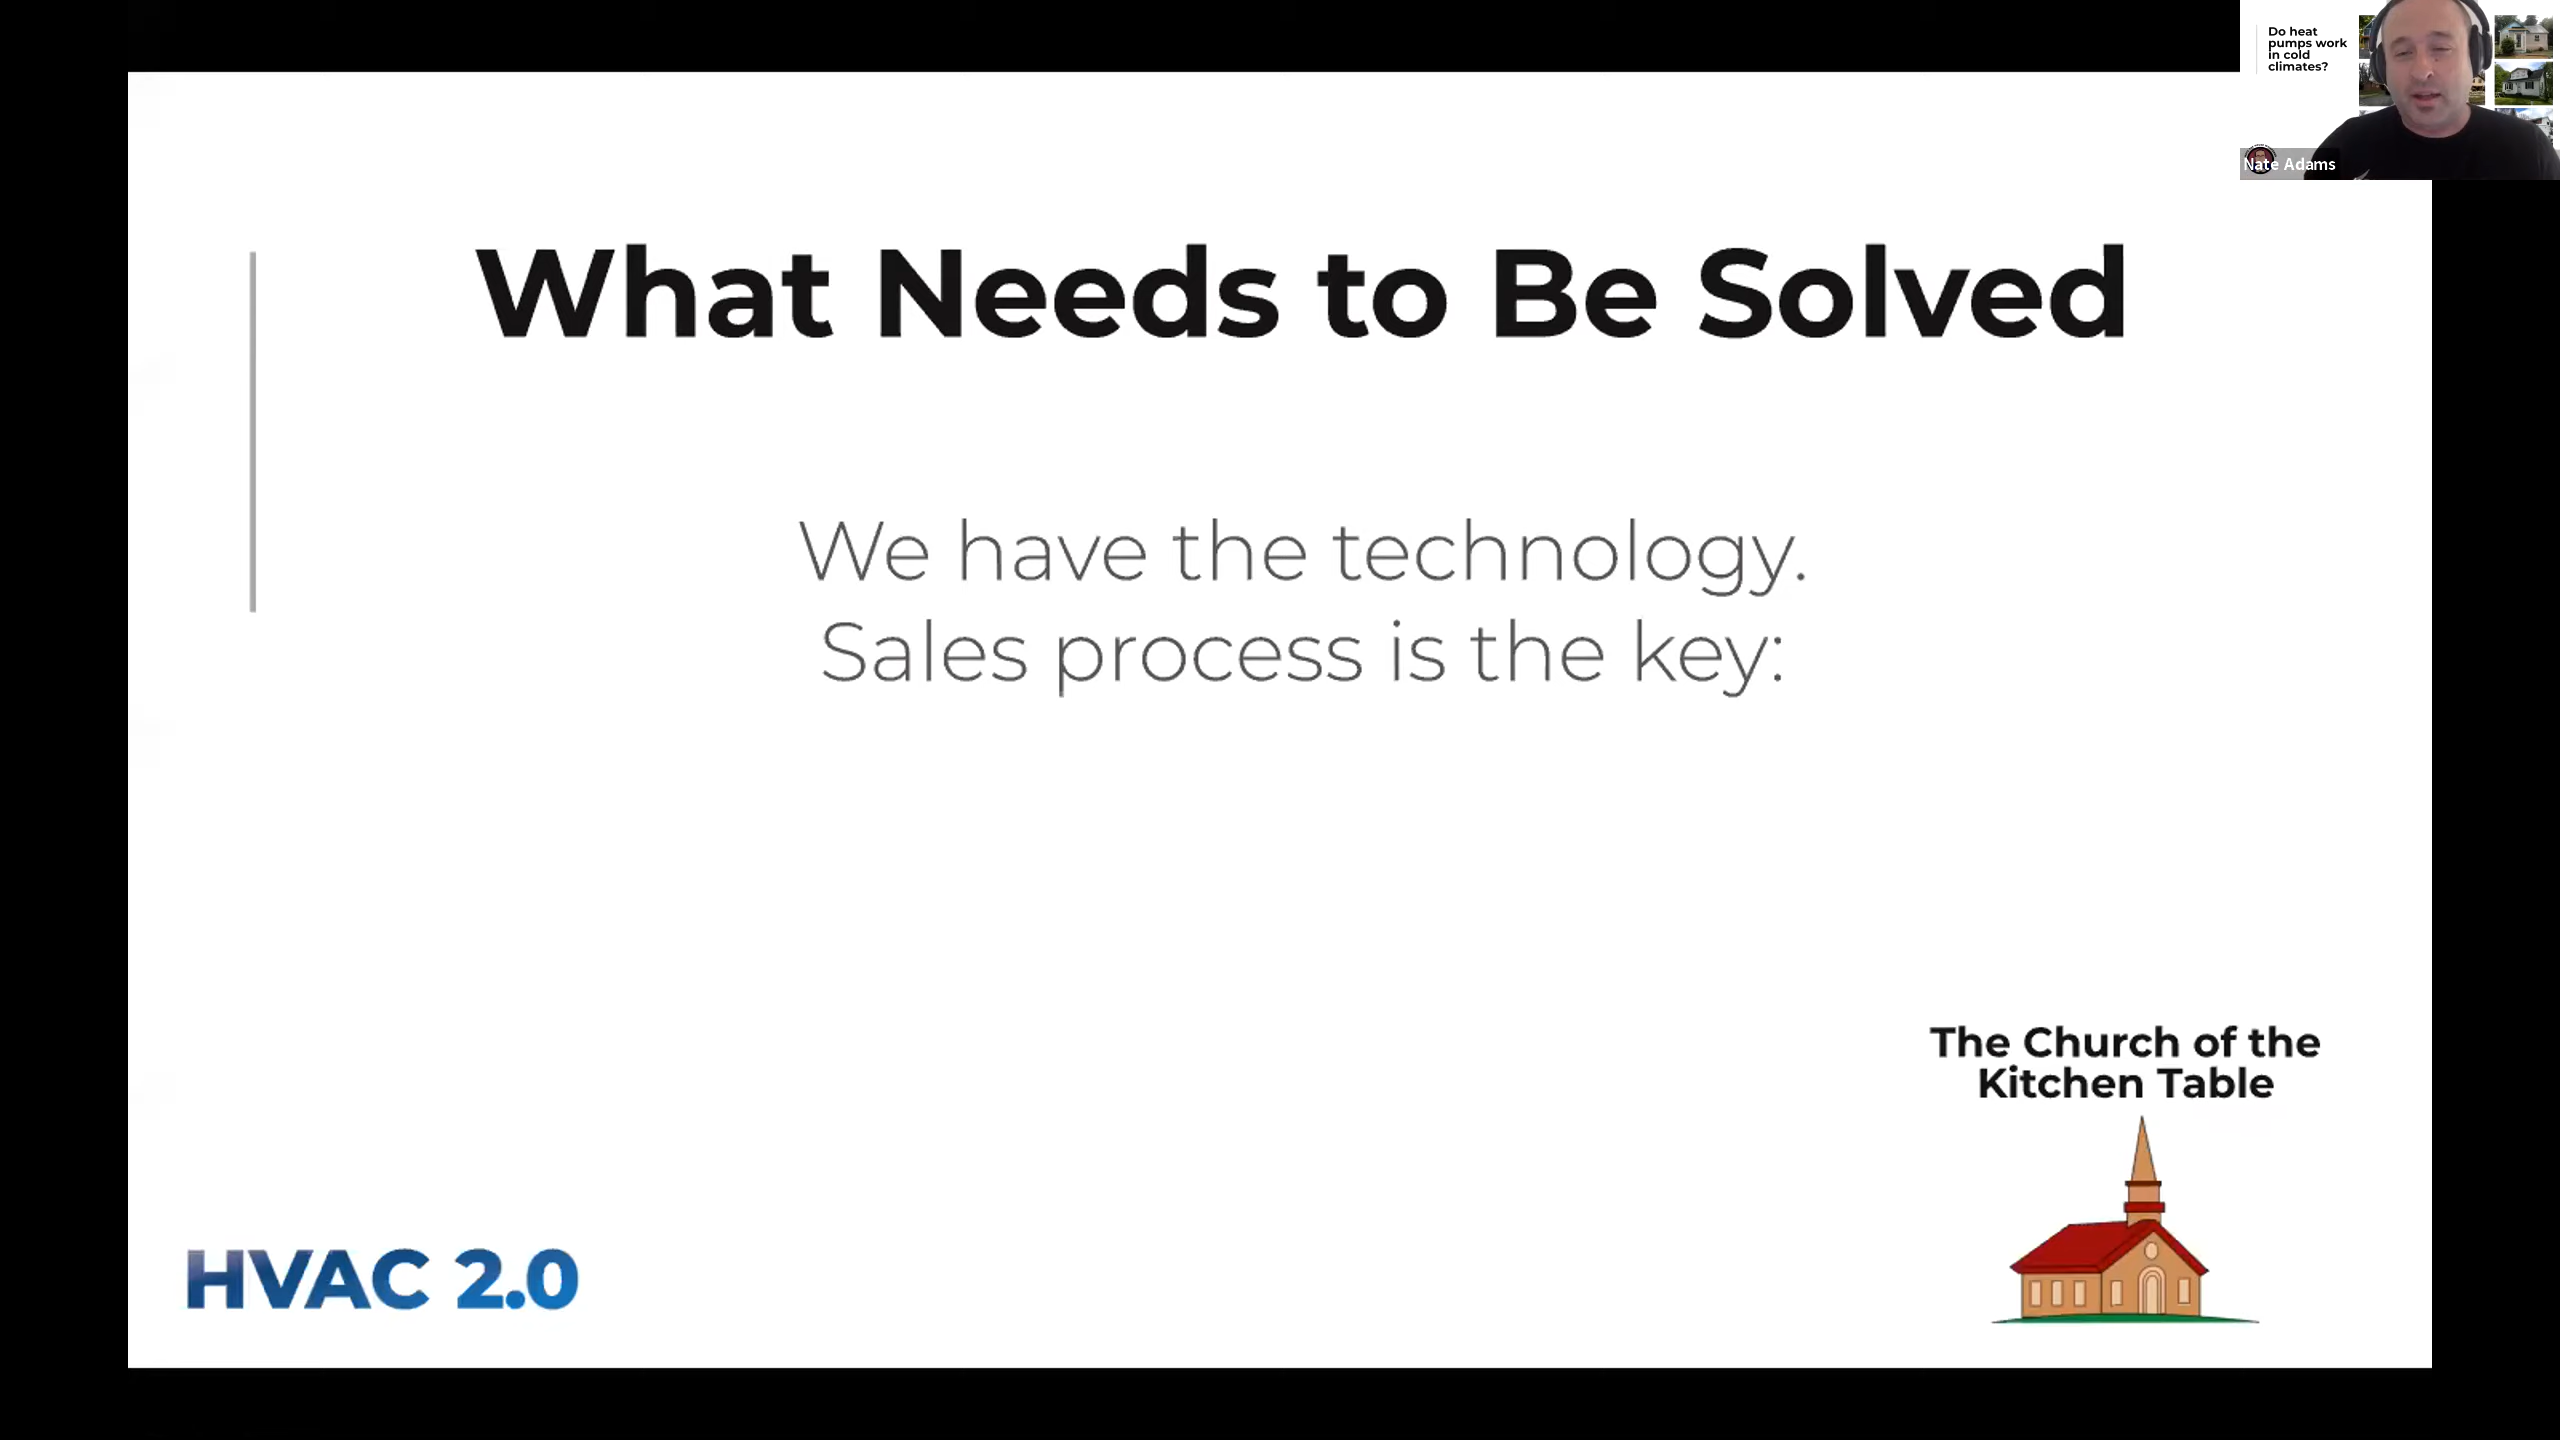 Do heat
pumps work
in cold
climates?
Nate Adams
What Needs to Be Solved
We have the technology.
Sales process is the key:
The Church of the
Kitchen Table
HVAC 2.0